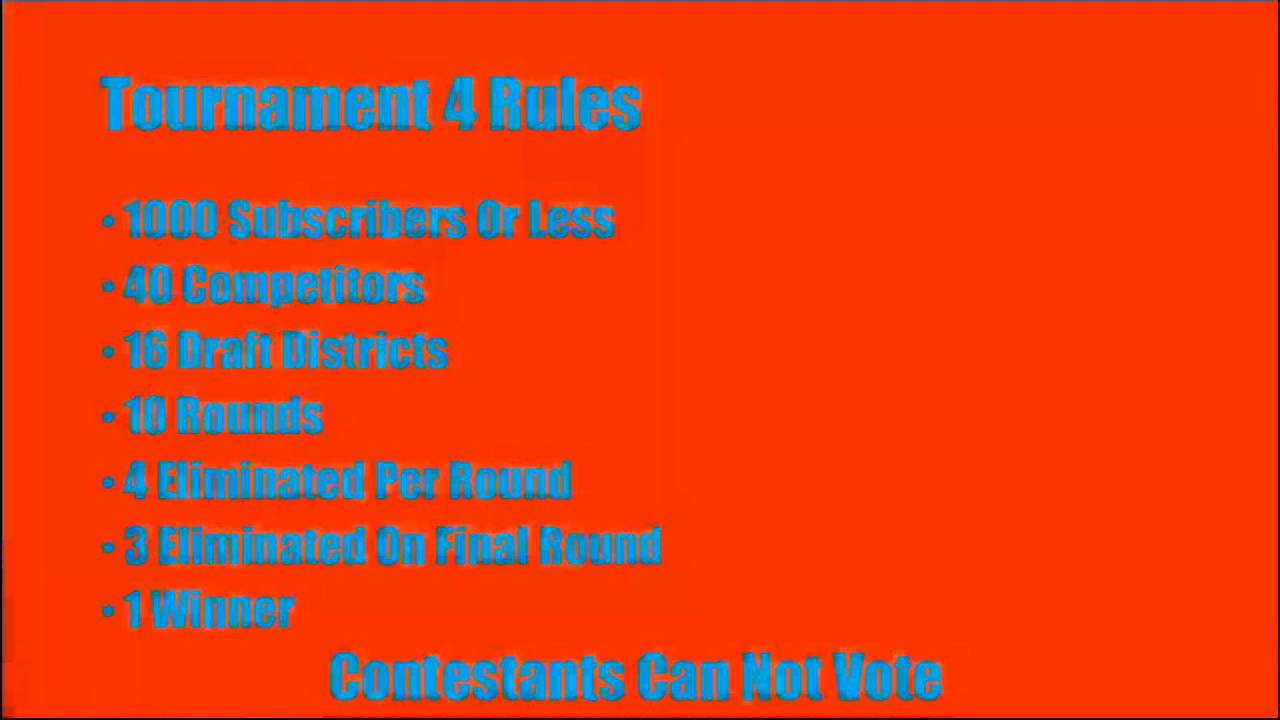 Tournament 4 Rules
• 1000 Subscribers Or Less
• 40 Competitors
• 16 Draft Districts
• 10 Rounds
• 4 Eliminated Per Round
• 3 Eliminated On Final Round
• 1 Winner
Contestants Can Not Vote